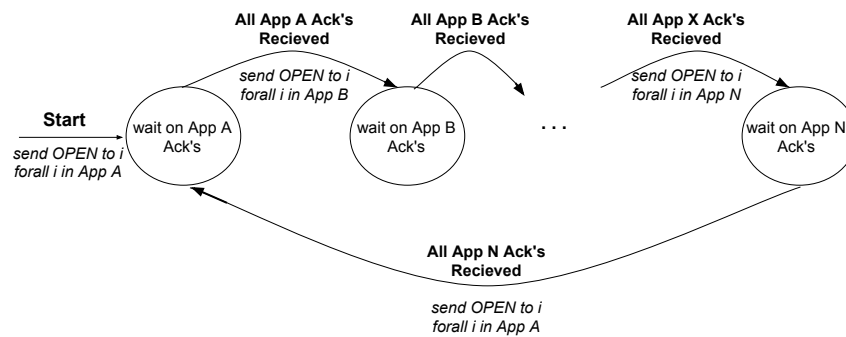 All App A Ack's
Recieved
send OPEN to i
forall i in App B
All App B Ack's
Recieved
All App X Ack's
Recieved
send OPEN to i
forall i in App N
Start
send OPEN to i
forall i in App A
wait on App A
Ack's
wait on App B
Ack's
. . .
wait on App N
Ack's
All App N Ack's
Recieved
send OPEN to i
forall i in App A